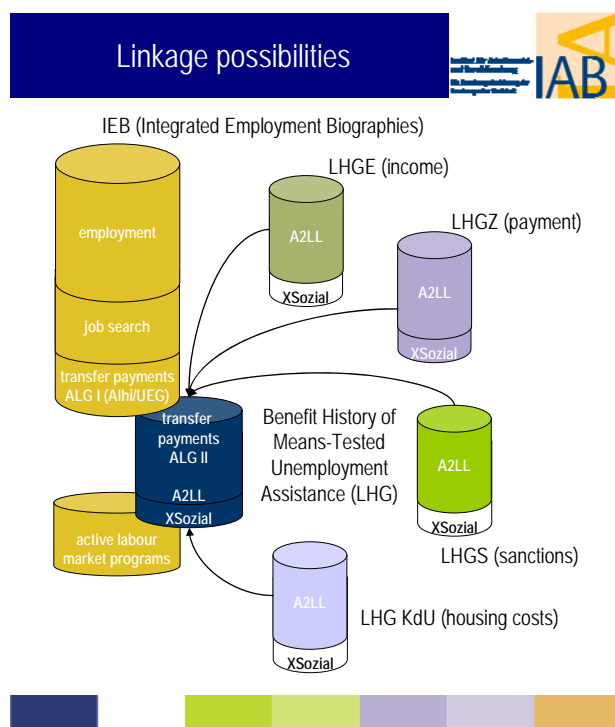 Linkage possibilities
IAB
IEB (Integrated Employment Biographies)
employment
job search
transfer payments
ALG I (Alhi/UEG)
LHGE (income)
A2LL
XSozial
LHGZ (payment)
A2LL
XSozial
transfer
payments
ALG II
A2LL
XSozial
Benefit History of
Means-Tested
Unemployment
Assistance (LHG)
A2LL
XSozial
LHGS (sanctions)
active labour
market programs
A2LL
XSozial
LHG KdU (housing costs)